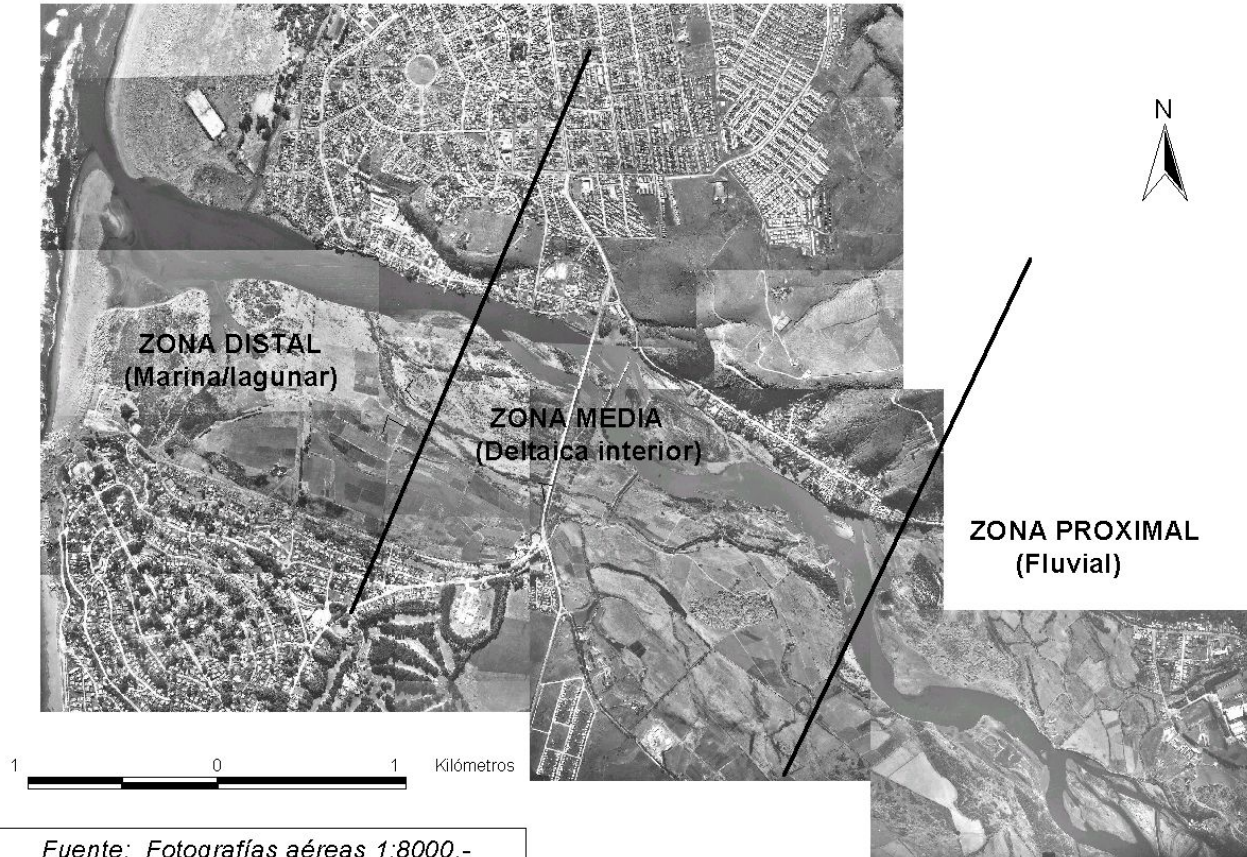 N
ZONA DISTAL
(Marina/lagunar)
ZONA MEDIA
(Deltaica interior)
ZONA PROXIMAL
(Fluvial)
1 0 1 Kilómetros
Fuente: Fotografías aéreas 1:8000.-